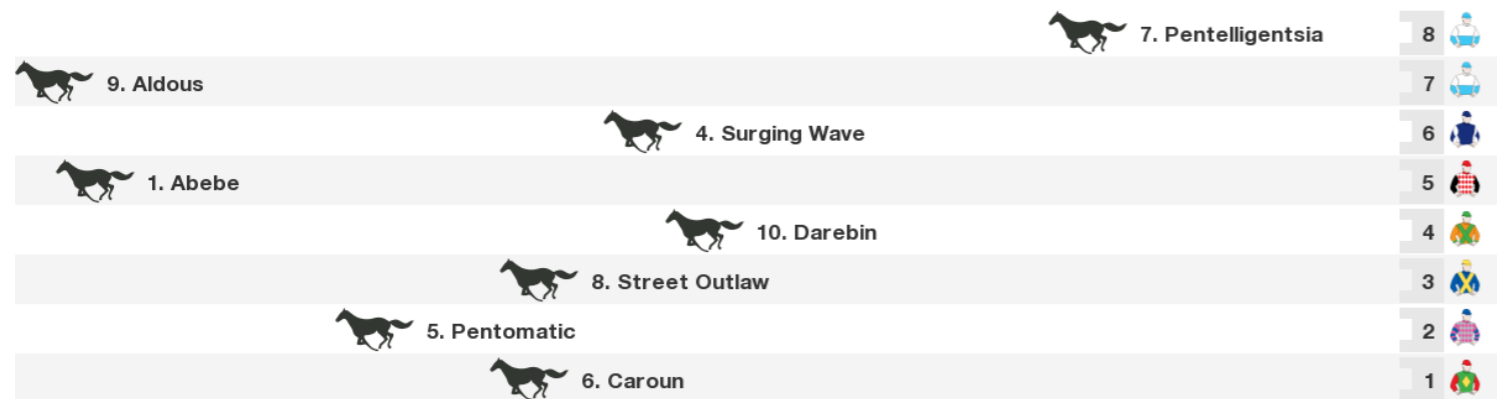 7. Pentelligentsia 8
9. Aldous 7
4. Surging Wave 6
1. Abebe 5
10. Darebin 4
8. Street Outlaw 3
5. Pentomatic 2
6. Caroun 1